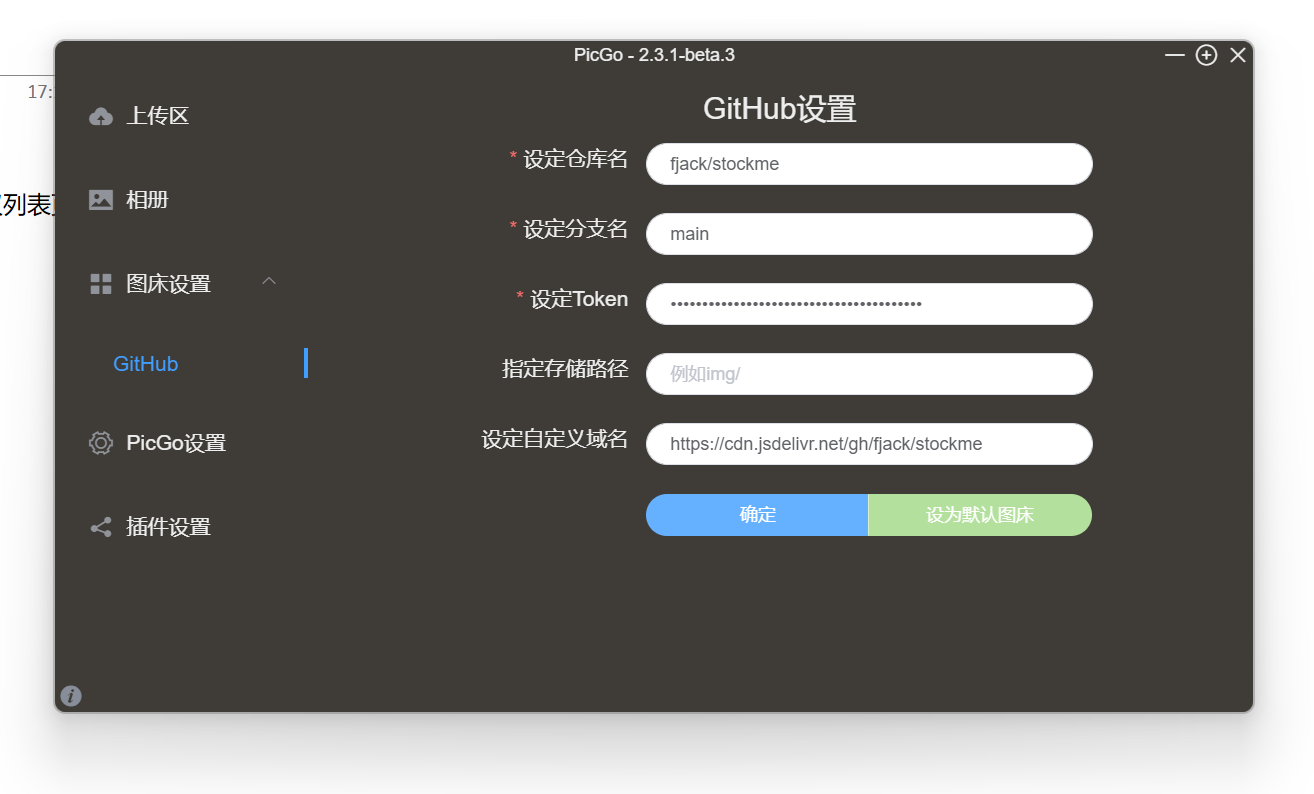 PicGo - 2.3.1-beta.3
17:
列表
上传区
相册
图床设置
GitHub
PicGo设置
插件设置
GitHub设置
* 设定仓库名
fjack/stockme
* 设定分支名
main
* 设定Token
••••••••••••••••••••••••••••••••••••••••
指定存储路径
例如img/
设定自定义域名
https://cdn.jsdelivr.net/gh/fjack/stockme
确定
设为默认图床